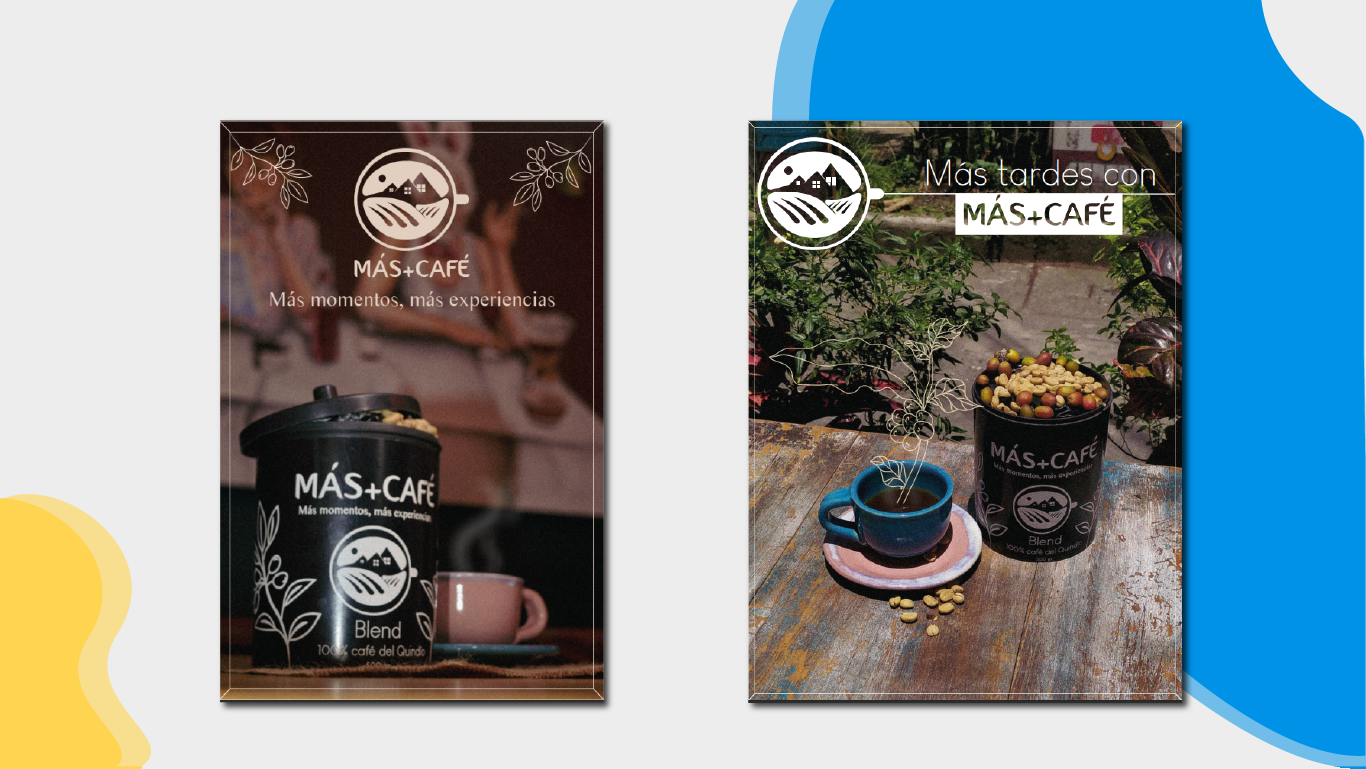 MÁS+CAFÉ
Más momentos, más experiencias
MÁS+CAFÉ
Más momentos, más experiencias
Blend
100% café del Quindío
Más tardes con
MÁS+CAFÉ
MÁS+CAFÉ
Más momentos, más experiencias
Blend
100% café del Quindío